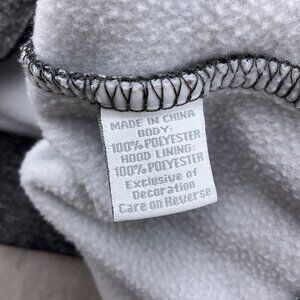 MADE IN CHINA
BODY:
100% POLYESTER
HOOD LINING:
100% POLYESTER
Exclusive of
Decoration
Care on Reverse